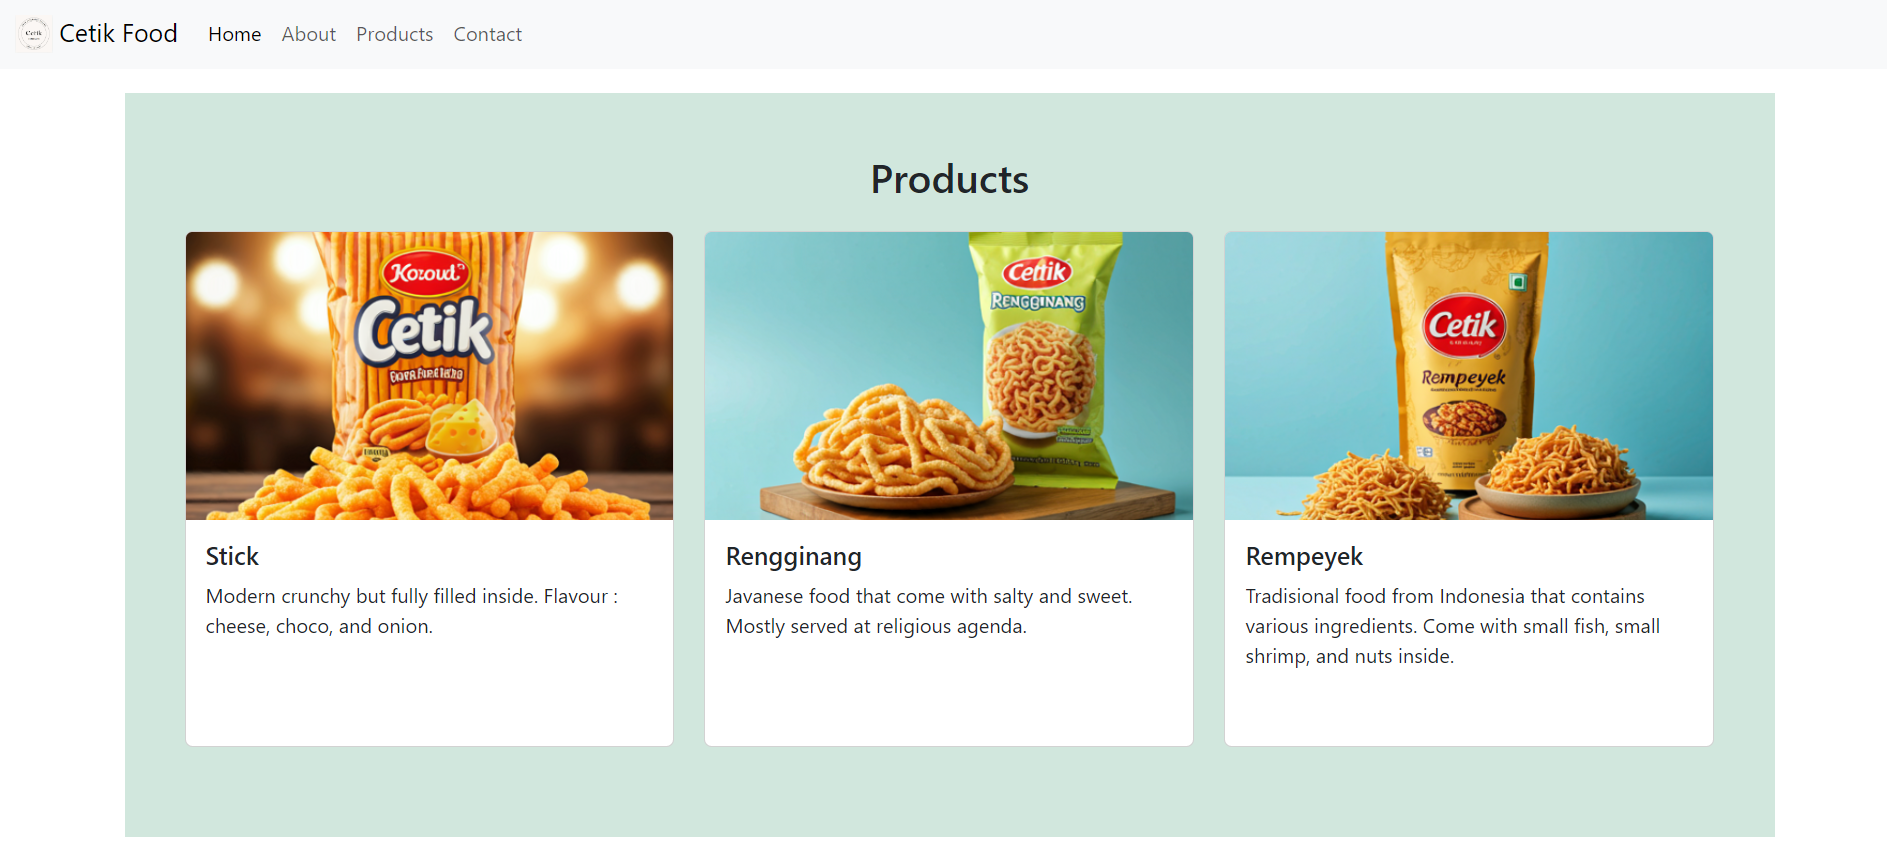 Cetik
Cetik Food
Home
About
Products
Contact
Products
Kozoud
Cetik
Cettik
RENGGINANG
Cetik
Rempeyek
Stick
Modern crunchy but fully filled inside. Flavour :
cheese, choco, and onion.
Rengginang
Javanese food that come with salty and sweet.
Mostly served at religious agenda.
Rempeyek
Tradisional food from Indonesia that contains
various ingredients. Come with small fish, small
shrimp, and nuts inside.